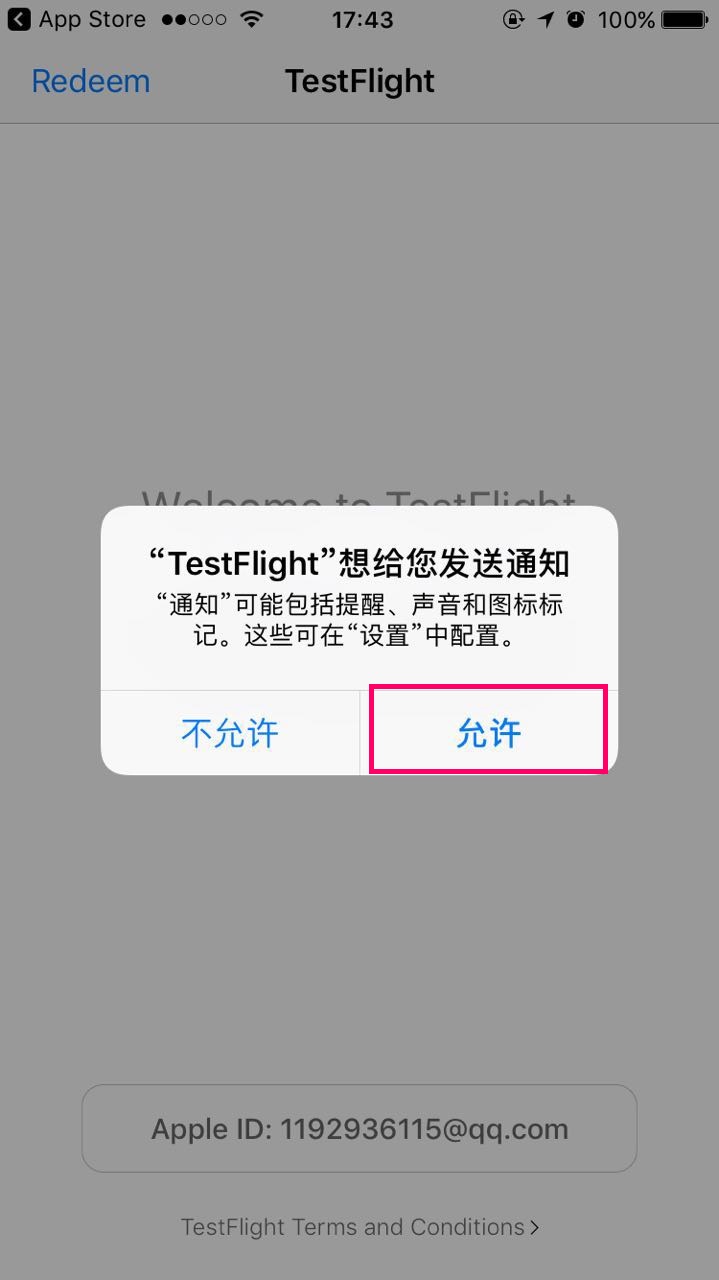 App Store 17:43 100%
Redeem TestFlight
Welcome to TestFlight
“TestFlight”想给您发送通知
“通知”可能包括提醒、声音和图标标
记。这些可在“设置”中配置。
不允许 允许
Apple ID: 1192936115@qq.com
TestFlight Terms and Conditions